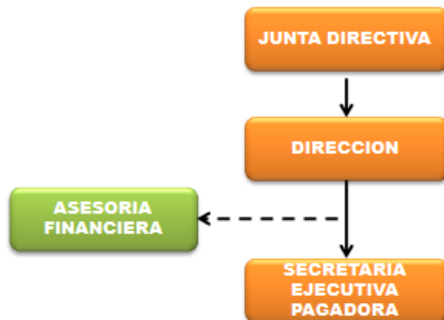 JUNTA DIRECTIVA
DIRECCION
ASESORIA
FINANCIERA
SECRETARIA
EJECUTIVA
PAGADORA